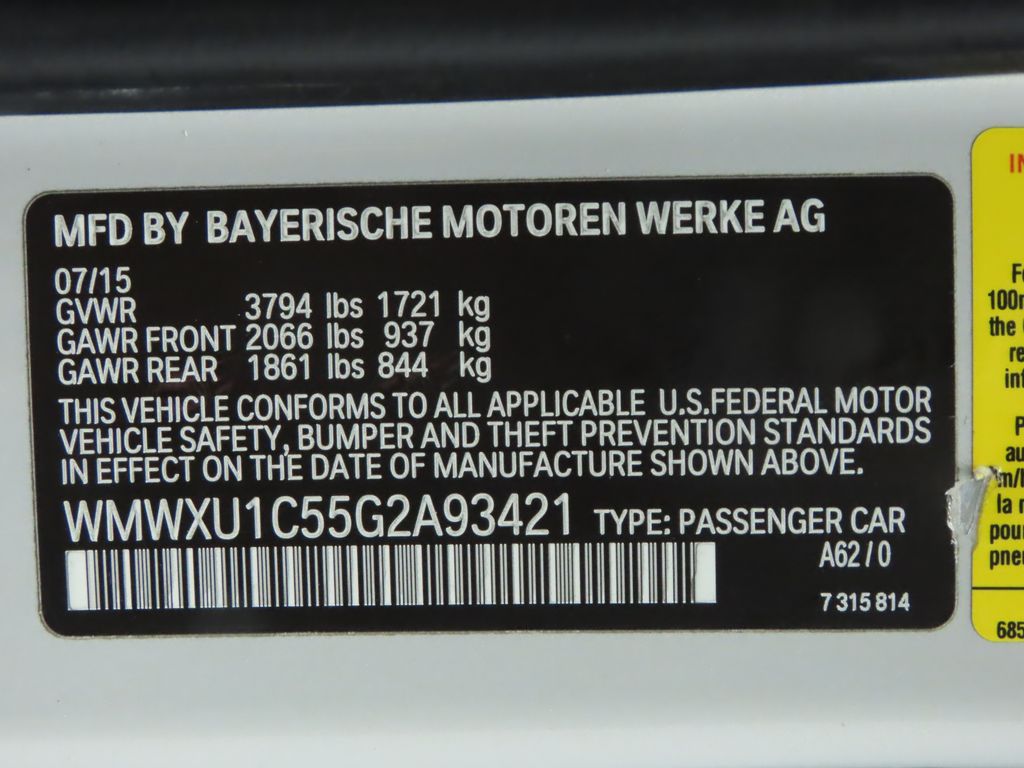 MFD BY BAYERISCHE MOTOREN WERKE AG
07/15
GVWR 3794 lbs 1721 kg
GAWR FRONT 2066 lbs 937 kg
GAWR REAR 1861 lbs 844 kg
THIS VEHICLE CONFORMS TO ALL APPLICABLE U.S.FEDERAL MOTOR
VEHICLE SAFETY, BUMPER AND THEFT PREVENTION STANDARDS
IN EFFECT ON THE DATE OF MANUFACTURE SHOWN ABOVE.
WMWXU1C55G2A93421 TYPE: PASSENGER CAR
A62/0
7 315 814
the
la
685